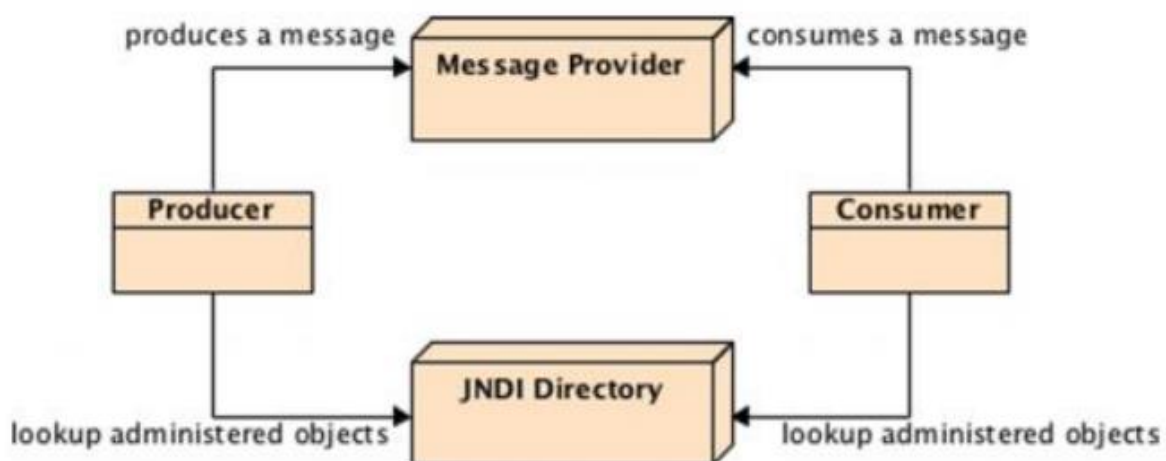 produces a message
consumes a message
Message Provider
Producer
Consumer
JNDI Directory
lookup administered objects
lookup administered objects